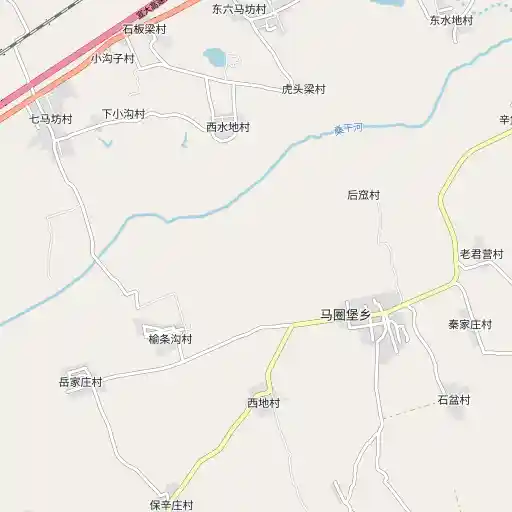 东六马坊村
东水地村
石板梁村
小沟子村
虎头梁村
七马坊村
下小沟村
西水地村
桑干河
后窊村
老君营村
马圈堡乡
秦家庄村
榆条沟村
岳家庄村
西地村
石盆村
保辛庄村